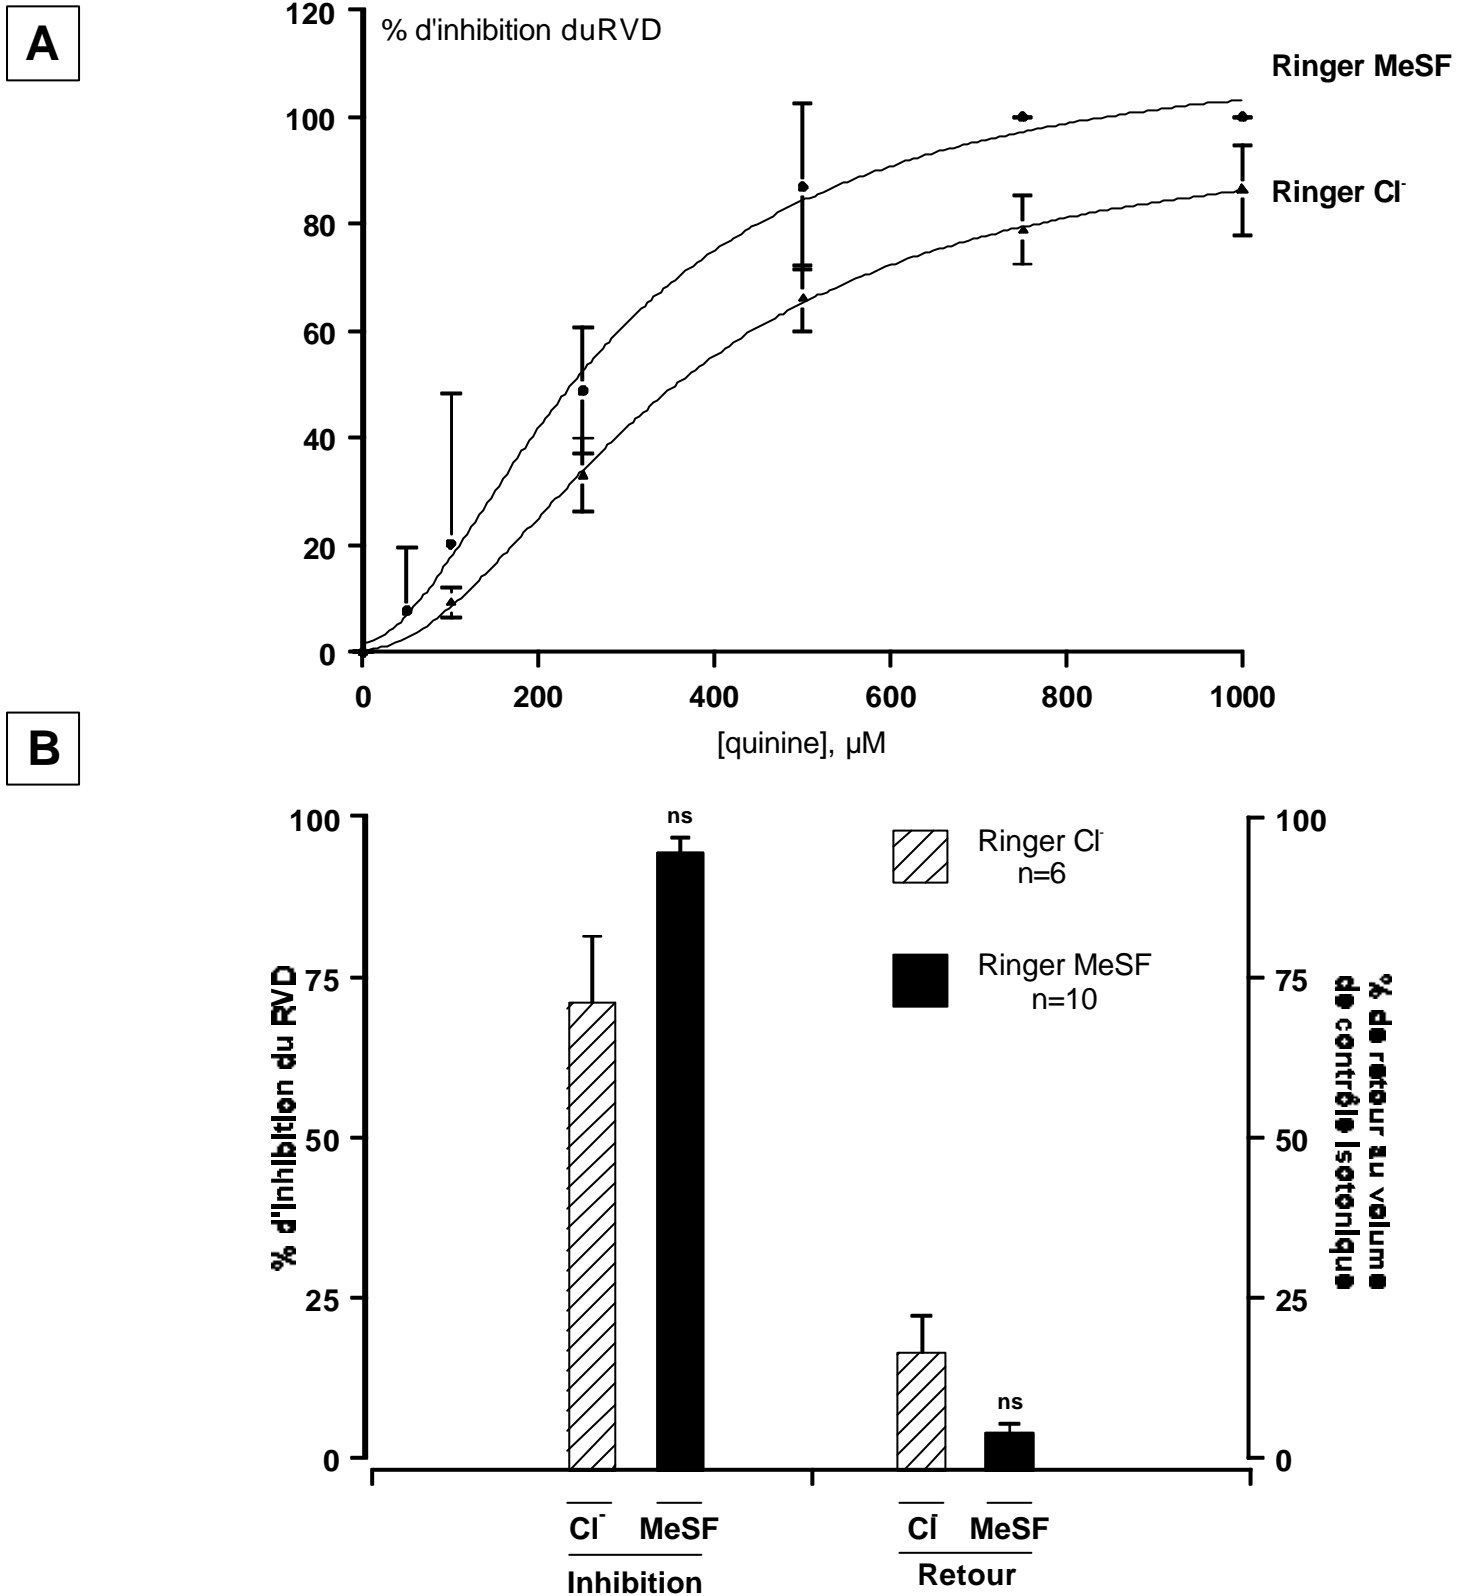 A
% d'inhibition duRVD
120
100
80
60
40
20
0
Ringer MeSF
Ringer Cl-
0 200 400 600 800 1000
[quinine], µM
B
100
75
50
25
0
% d'inhibition du RVD
ns
Ringer Cl-
n=6
Ringer MeSF
n=10
ns
100
75
50
25
0
% de retour au volume
de contrôle isotonique
Cl- MeSF Cl- MeSF
Inhibition Retour